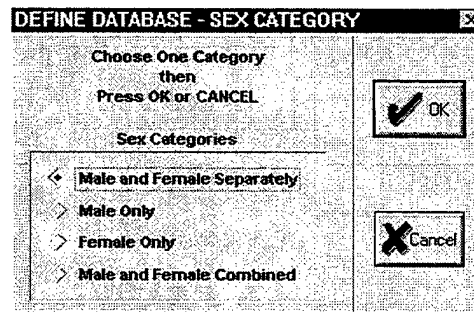 DEFINE DATABASE - SEX CATEGORY
Choose One Category
then
Press OK or CANCEL
Sex Categories
Male and Female Separately
Male Only
Female Only
Male and Female Combined
OK
Cancel